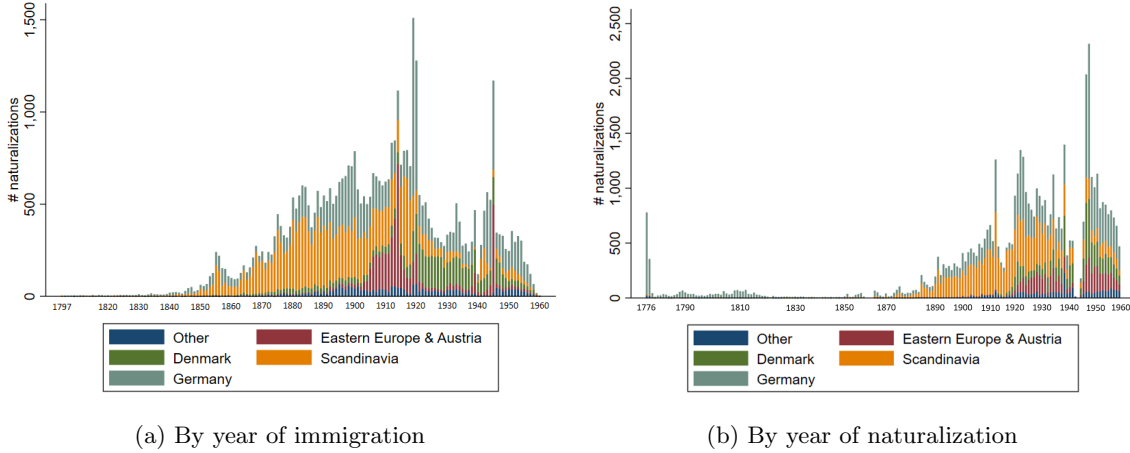 # naturalizations
1,500
1,000
500
0
1797 1820 1830 1840 1850 1860 1870 1880 1890 1900 1910 1920 1930 1940 1950 1960
Other
Eastern Europe & Austria
Denmark
Scandinavia
Germany
(a) By year of immigration
# naturalizations
2,500
2,000
1,500
1,000
500
0
1776 1790 1810 1830 1850 1870 1890 1900 1910 1920 1930 1940 1950 1960
Other
Eastern Europe & Austria
Denmark
Scandinavia
Germany
(b) By year of naturalization